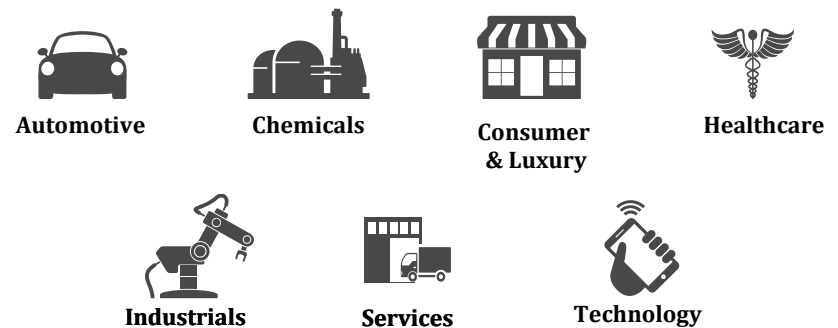 Automotive
Chemicals
Consumer
& Luxury
Healthcare
Industrials
Services
Technology